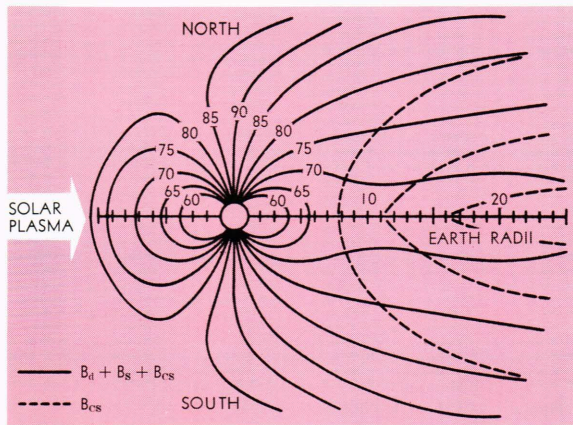 NORTH
90
85 85
80 80
75 75
70 70
65 65
60 60
SOLAR
PLASMA
10 20
EARTH RADII
B_d + B_s + B_cs
B_cs
SOUTH